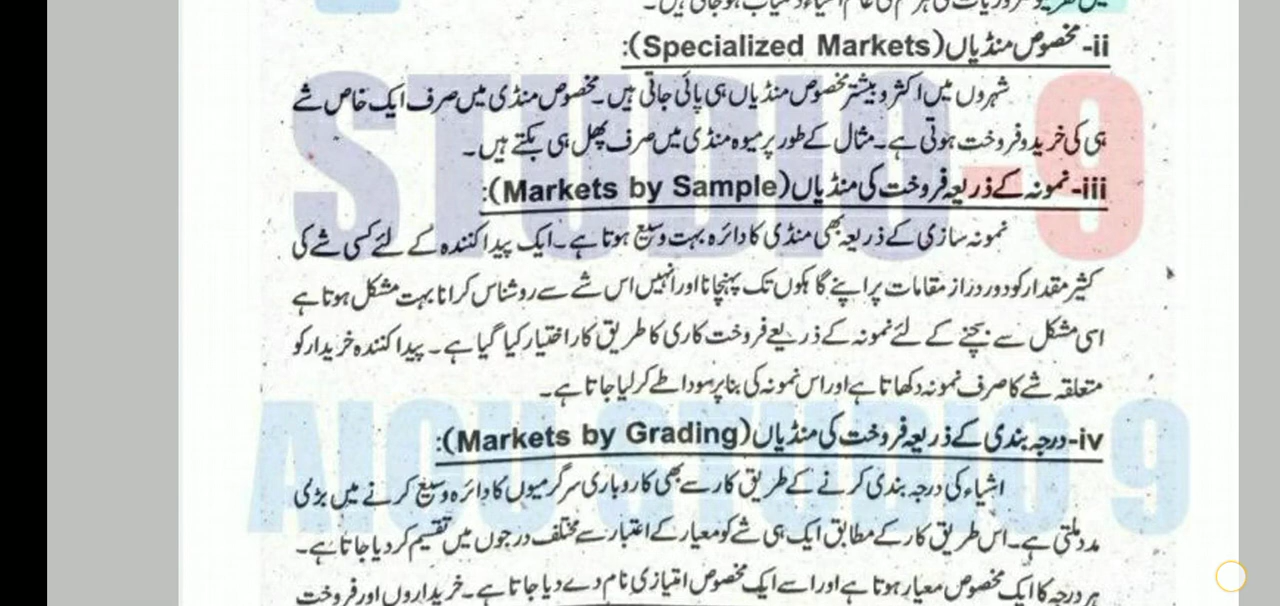 ii-مخصوص منڈیاں(Specialized Markets):
شہروں میں اکثر و بیشتر مخصوص منڈیاں ہی پائی جاتی ہیں۔مخصوص منڈی میں صرف ایک خاص شے
ہی کی خریدوفروخت ہوتی ہے۔مثال کے طور پر میوہ منڈی میں صرف پھل ہی بکتے ہیں۔
iii-نمونہ کے ذریعہ فروخت کی منڈیاں(Markets by Sample):
نمونہ سازی کے ذریعہ بھی منڈی کا دائرہ بہت وسیع ہوتا ہے۔ایک پیدا کنندہ کے لئے کسی شے کی
کثیر مقدار کو دور دراز مقامات پر اپنے گاہکوں تک پہنچانا اور انہیں اس شے سے روشناس کرانا بہت مشکل ہوتا ہے
اسی مشکل سے بچنے کے لئے نمونہ کے ذریعے فروخت کاری کا طریق کار اختیار کیا گیا ہے۔ پیدا کنندہ خریدار کو
متعلقہ شے کا صرف نمونہ دکھاتا ہے اور اس نمونہ کی بنا پر سودا طے کر لیا جاتا ہے۔
iv-درجہ بندی کے ذریعہ فروخت کی منڈیاں(Markets by Grading):
اشیاء کی درجہ بندی کرنے کے طریق کار سے بھی کاروباری سرگرمیوں کا دائرہ وسیع کرنے میں بڑی
مدد ملتی ہے۔اس طریق کار کے مطابق ایک ہی شے کو معیار کے اعتبار سے مختلف درجوں میں تقسیم کر دیا جاتا ہے۔
ہر درجہ کا ایک مخصوص معیار ہوتا ہے اور اسے ایک مخصوص امتیازی نام دے دیا جاتا ہے۔خریداروں اور فروخت
STUDIO-9
AIOU STUDIO 9